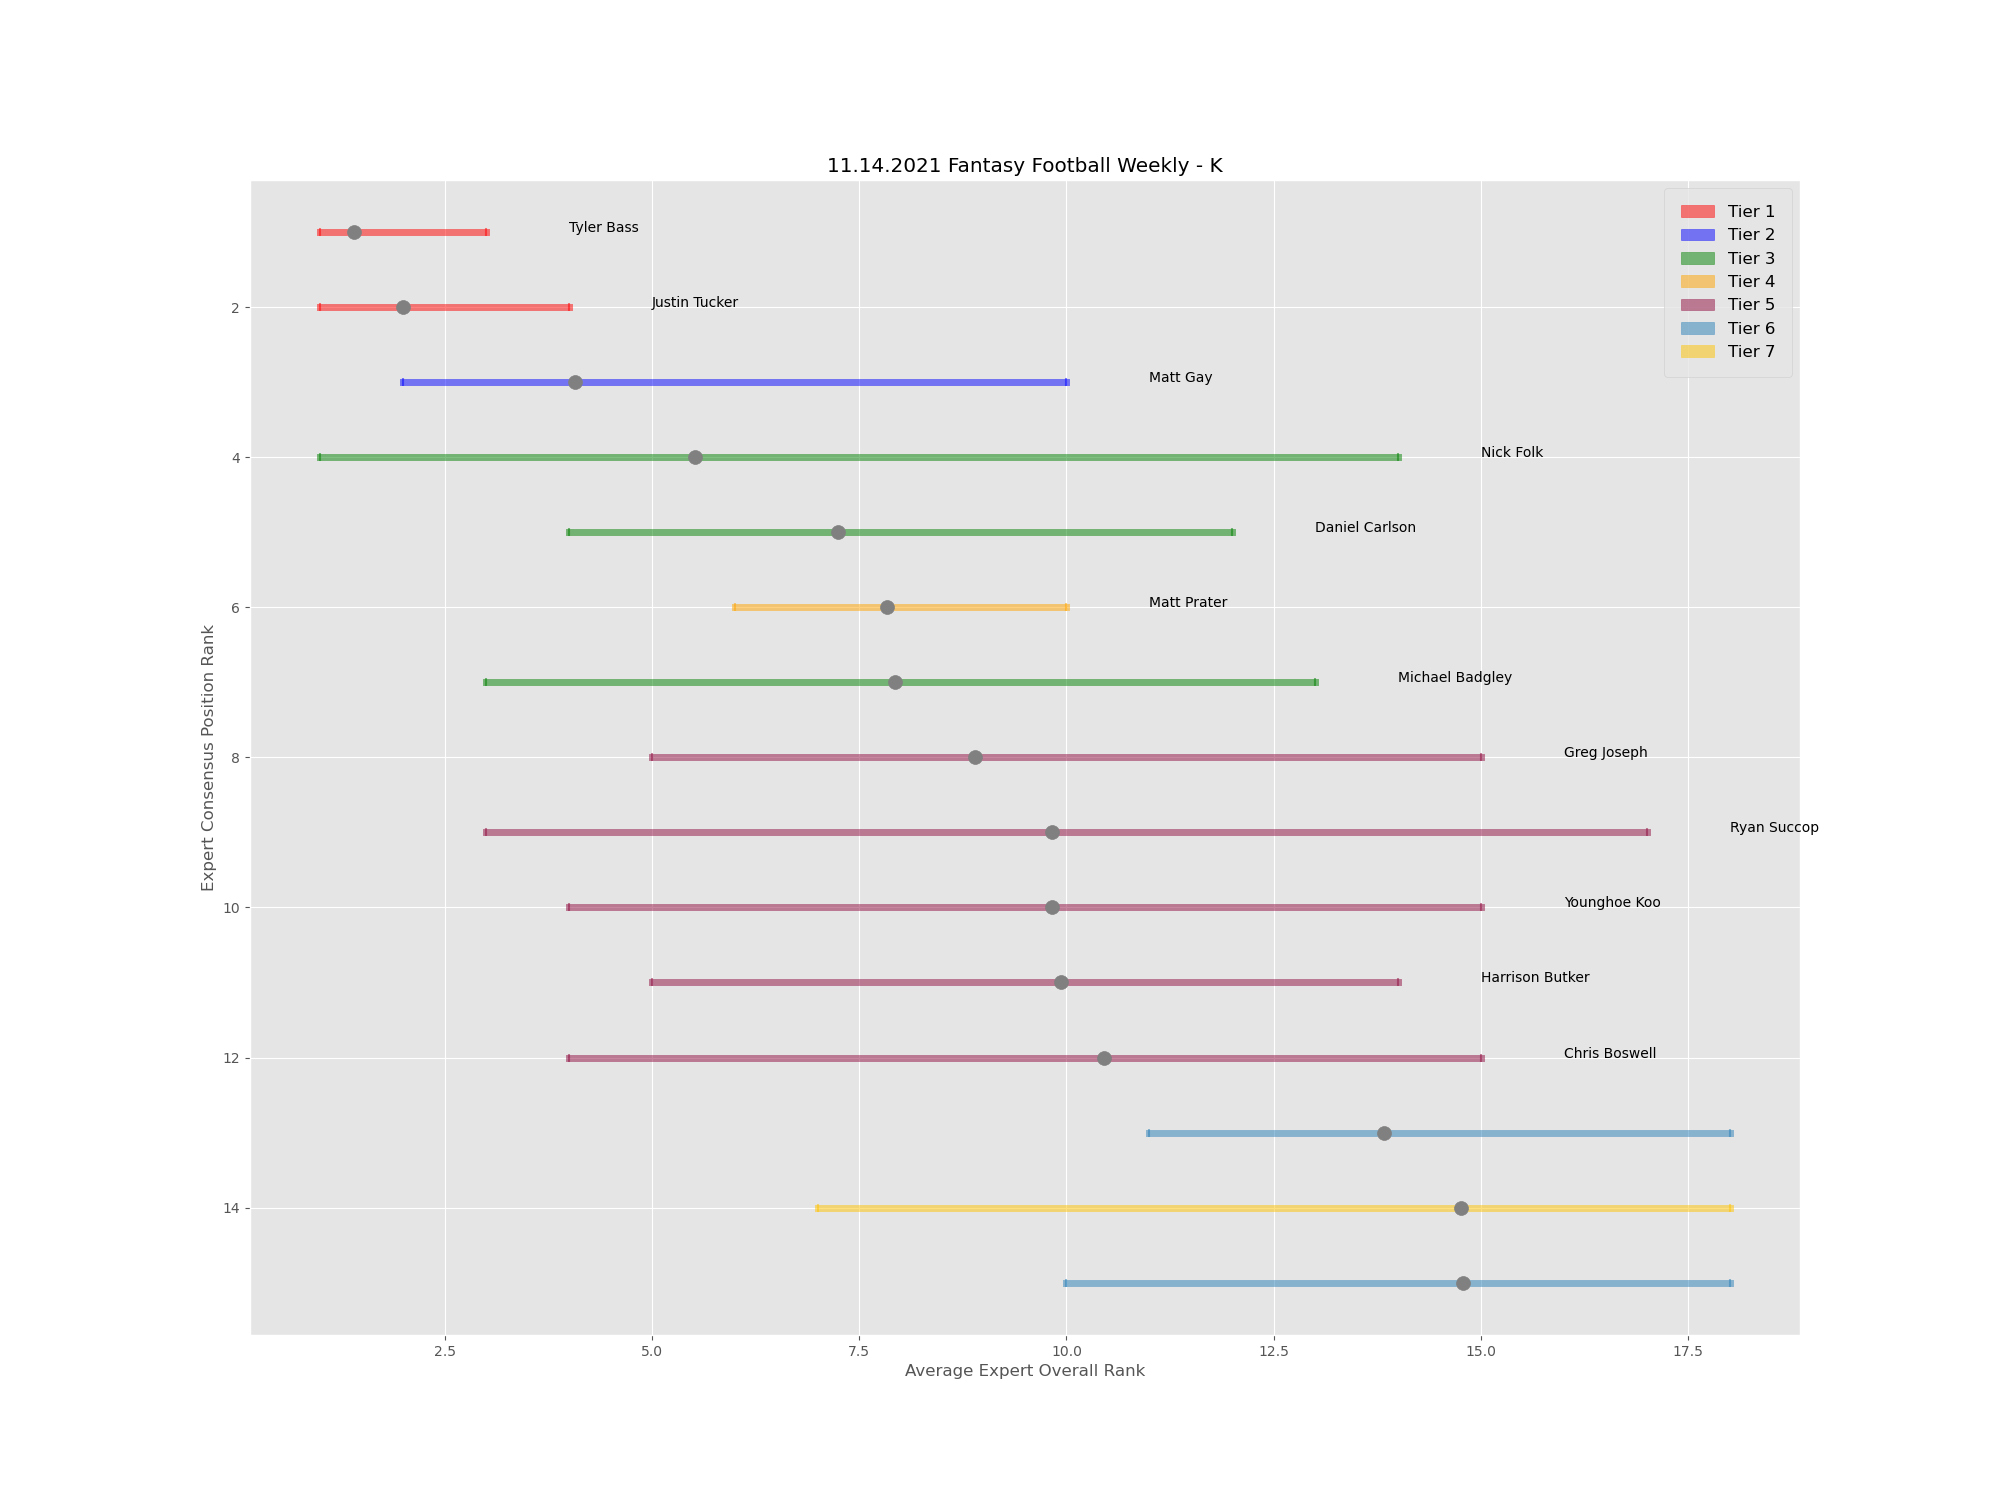 11.14.2021 Fantasy Football Weekly - K
Tier 1
Tier 2
Tier 3
Tier 4
Tier 5
Tier 6
Tier 7
Tyler Bass
Justin Tucker
Matt Gay
Nick Folk
Daniel Carlson
Matt Prater
Michael Badgley
Greg Joseph
Ryan Succop
Younghoe Koo
Harrison Butker
Chris Boswell
Expert Consensus Position Rank
2
4
6
8
10
12
14
2.5 5.0 7.5 10.0 12.5 15.0 17.5
Average Expert Overall Rank